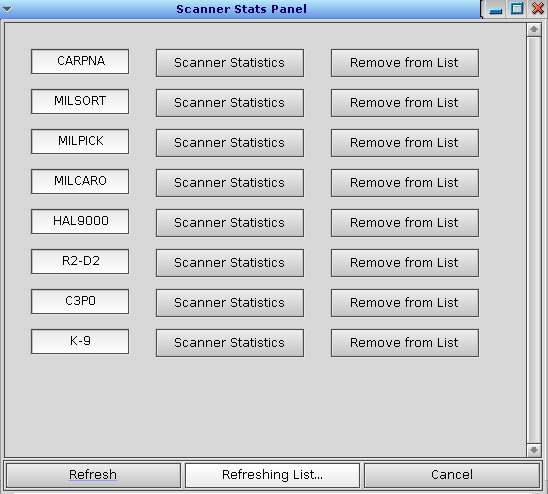 Scanner Stats Panel
CARPNA Scanner Statistics Remove from List
MILSORT Scanner Statistics Remove from List
MILPICK Scanner Statistics Remove from List
MILCARO Scanner Statistics Remove from List
HAL9000 Scanner Statistics Remove from List
R2-D2 Scanner Statistics Remove from List
C3P0 Scanner Statistics Remove from List
K-9 Scanner Statistics Remove from List
Refresh Refreshing List... Cancel